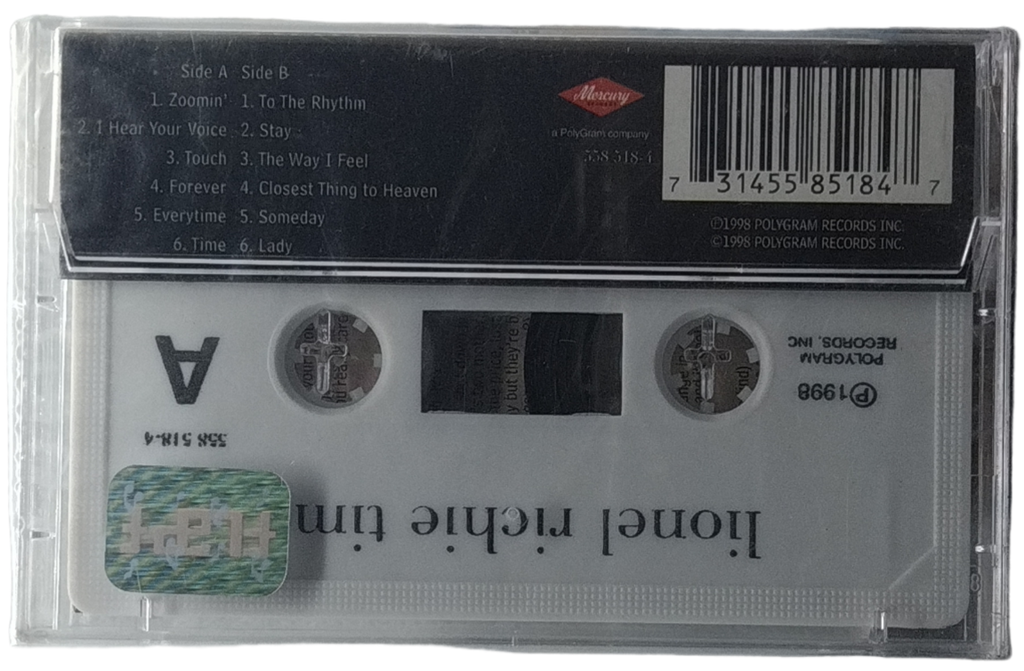 Side A Side B
1. Zoomin' 1. To The Rhythm
2. I Hear Your Voice 2. Stay
3. Touch 3. The Way I Feel
4. Forever 4. Closest Thing to Heaven
5. Everytime 5. Someday
6. Time 6. Lady
Mercury
RECORDS
a PolyGram company
558 518-4
7 31455 85184 7
℗1998 POLYGRAM RECORDS INC.
©1998 POLYGRAM RECORDS INC.
A
558 518-4
℗1998
POLYGRAM
RECORDS, INC
lionel richie tim